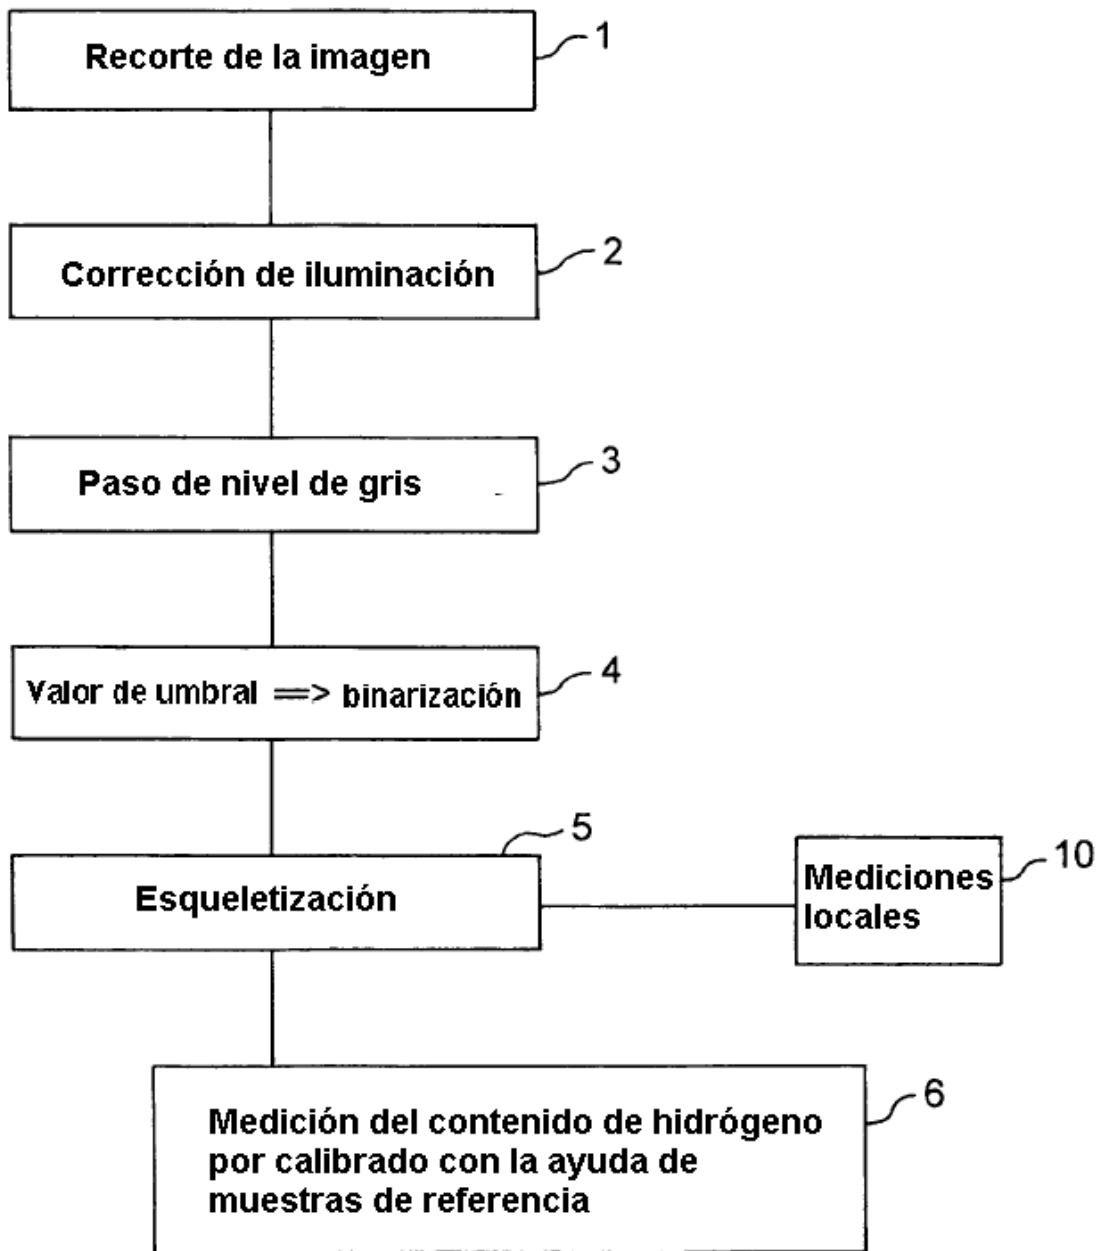 Recorte de la imagen
1
Corrección de iluminación
2
Paso de nivel de gris
3
Valor de umbral ==> binarización
4
Esqueletización
5
Mediciones
locales
10
Medición del contenido de hidrógeno
por calibrado con la ayuda de
muestras de referencia
6